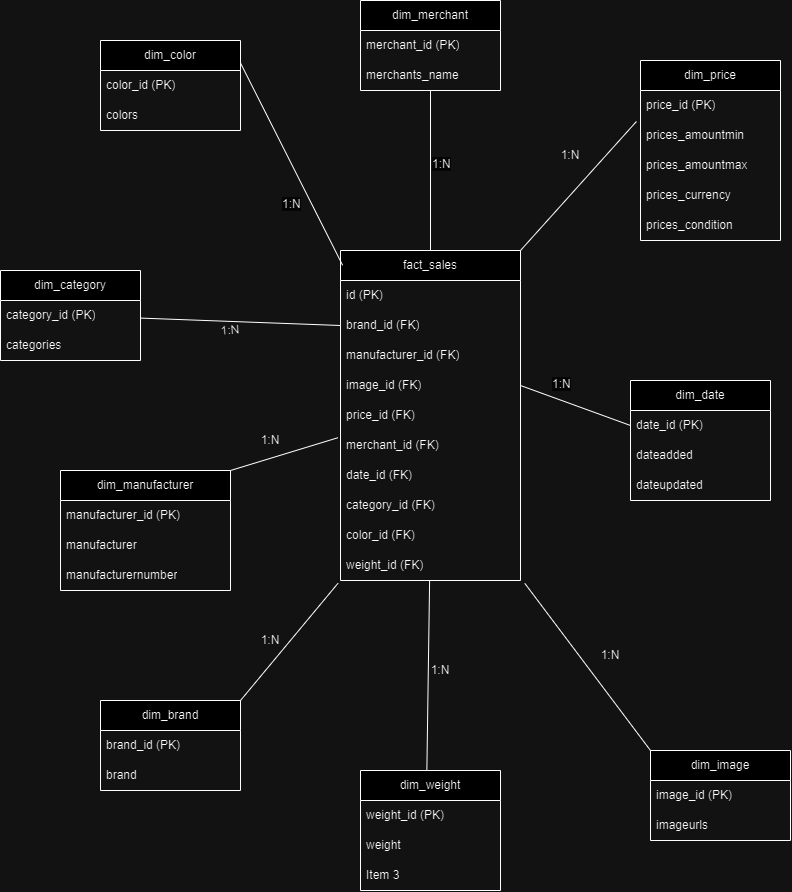 dim_merchant
merchant_id (PK)
merchants_name
dim_color
color_id (PK)
colors
dim_price
price_id (PK)
prices_amountmin
prices_amountmax
prices_currency
prices_condition
1:N
1:N
1:N
fact_sales
id (PK)
brand_id (FK)
manufacturer_id (FK)
image_id (FK)
price_id (FK)
merchant_id (FK)
date_id (FK)
category_id (FK)
color_id (FK)
weight_id (FK)
dim_category
category_id (PK)
categories
1:N
1:N
dim_date
date_id (PK)
dateadded
dateupdated
1:N
dim_manufacturer
manufacturer_id (PK)
manufacturer
manufacturernumber
1:N
1:N
1:N
dim_brand
brand_id (PK)
brand
dim_weight
weight_id (PK)
weight
Item 3
dim_image
image_id (PK)
imageurls